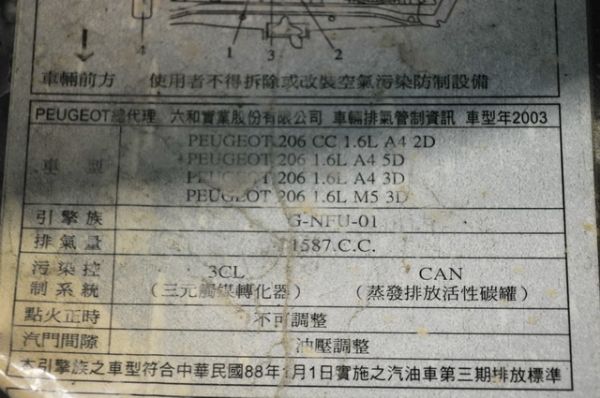 4 1 3 2
車輛前方 使用者不得拆除或改裝空氣污染防制設備
PEUGEOT總代理 六和實業股份有限公司 車輛排氣管制資訊 車型年2003
車型
PEUGEOT 206 CC 1.6L A4 2D
PEUGEOT 206 1.6L A4 5D
PEUGEOT 206 1.6L A4 3D
PEUGEOT 206 1.6L M5 3D
引擎族 G-NFU-01
排氣量 1587.C.C.
污染控制系統
3CL CAN
(三元觸媒轉化器) (蒸發排放活性碳罐)
點火正時 不可調整
汽門間隙 油壓調整
本引擎族之車型符合中華民國88年1月1日實施之汽油車第三期排放標準